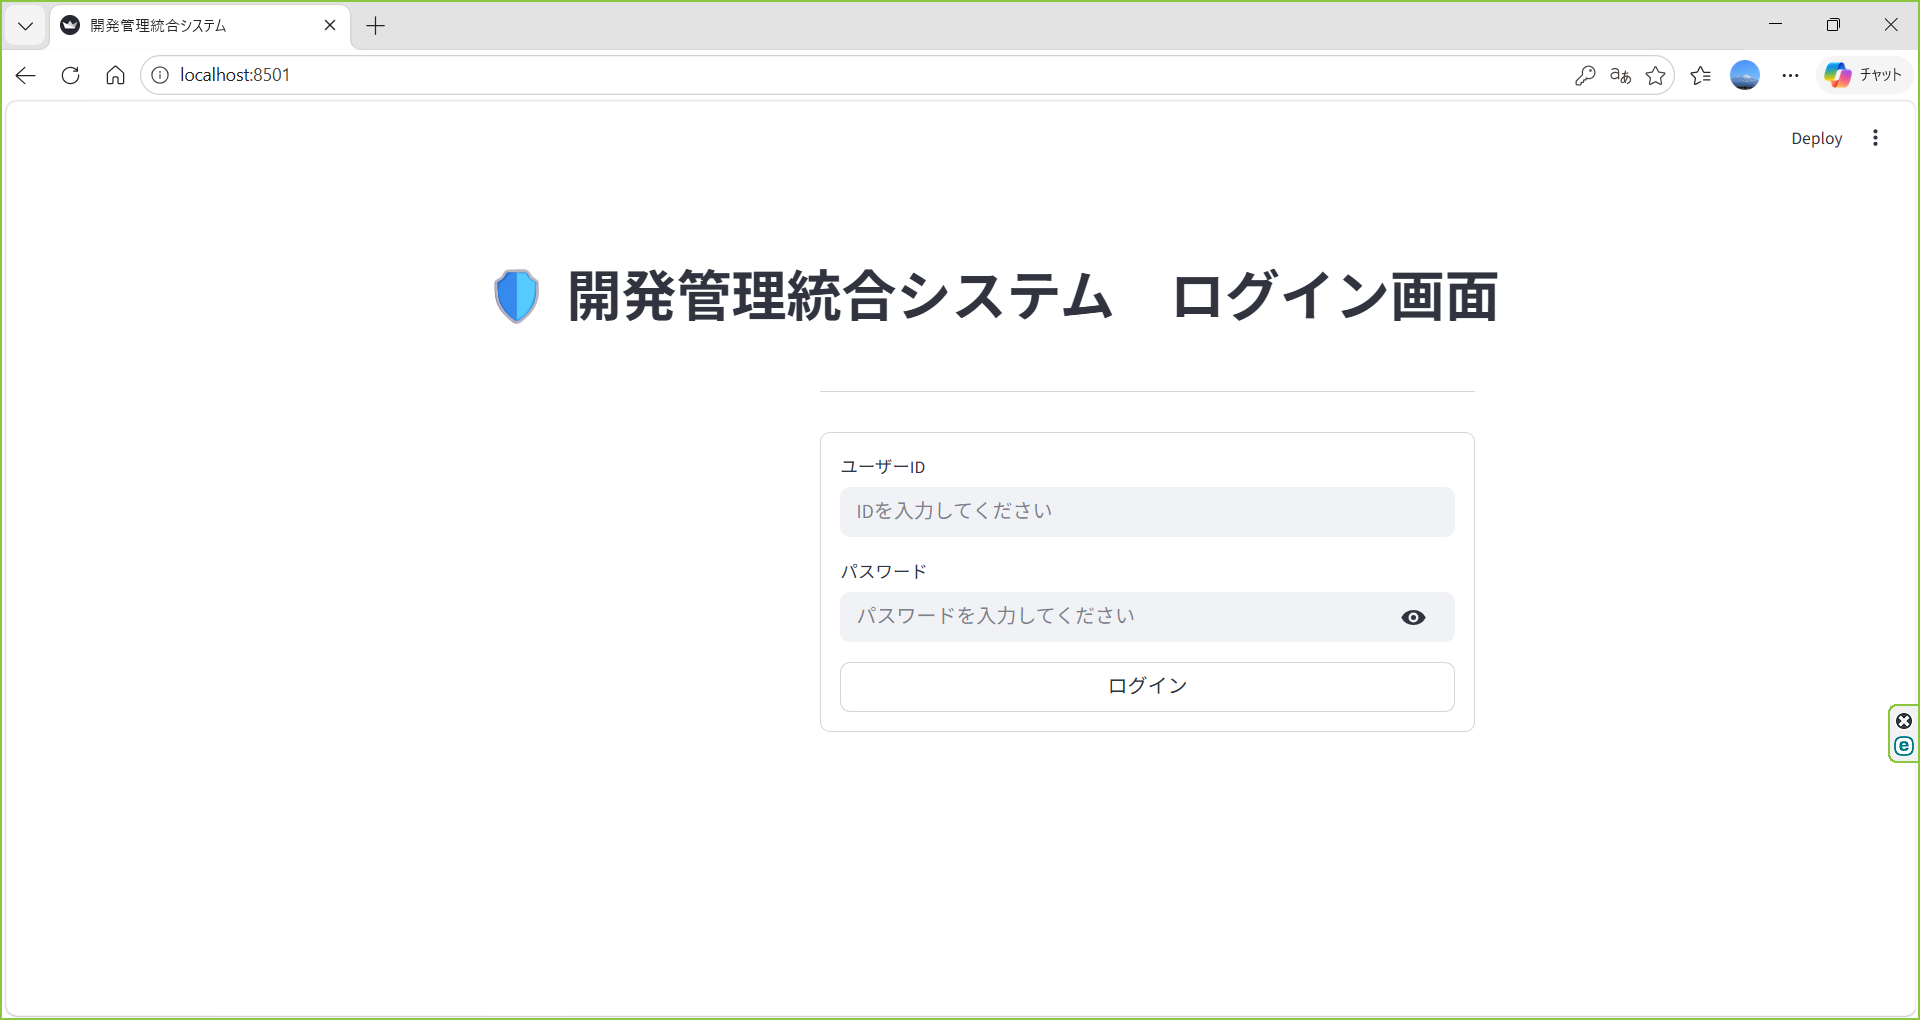 開発管理統合システム
localhost:8501
aあ
チャット
Deploy
開発管理統合システム　ログイン画面
ユーザーID
IDを入力してください
パスワード
パスワードを入力してください
ログイン
e